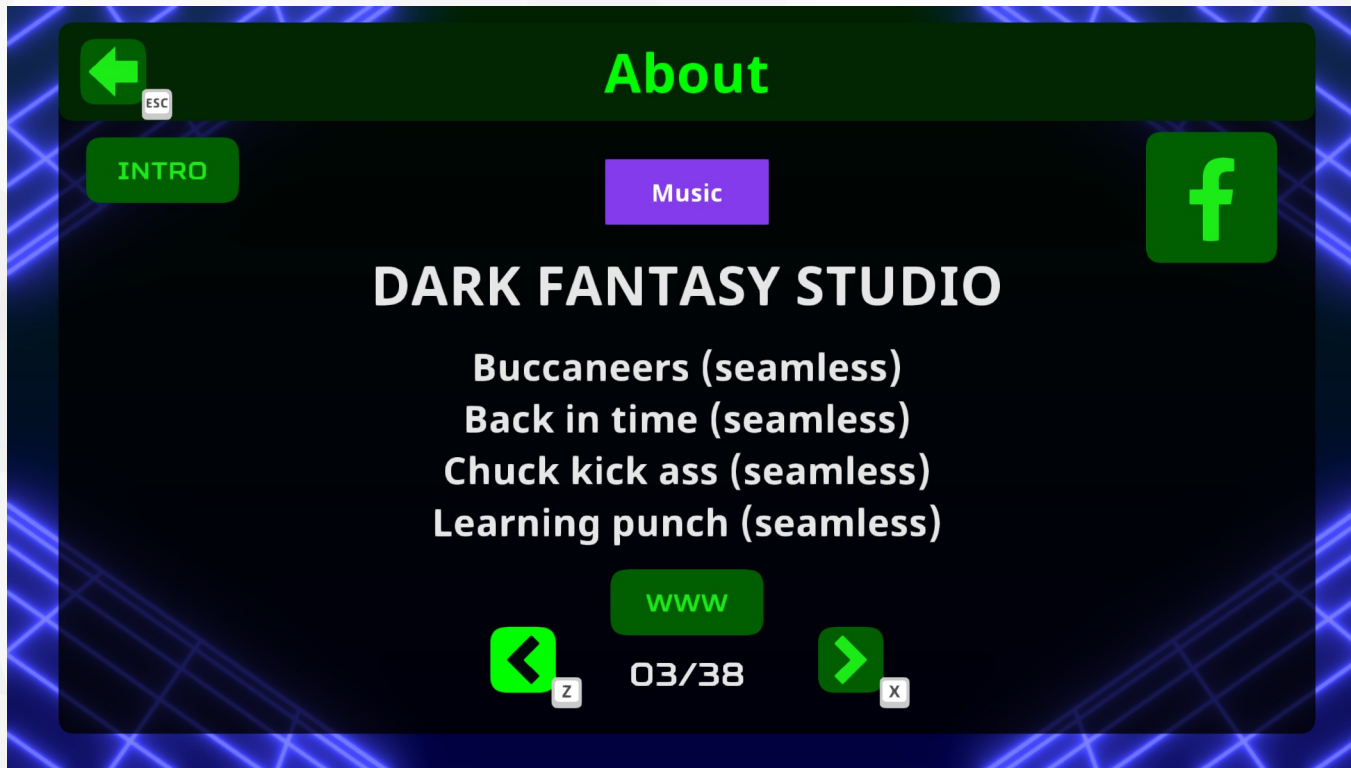 About
ESC
INTRO
Music
DARK FANTASY STUDIO
Buccaneers (seamless)
Back in time (seamless)
Chuck kick ass (seamless)
Learning punch (seamless)
WWW
03/38
Z
X